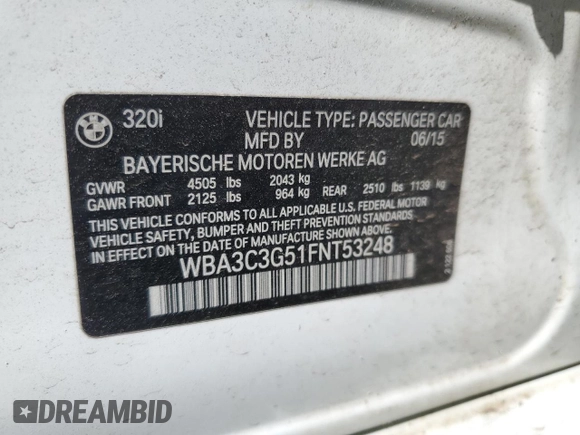 BMW
320i VEHICLE TYPE: PASSENGER CAR
MFD BY 06/15
BAYERISCHE MOTOREN WERKE AG
GVWR 4505 lbs 2043 kg
GAWR FRONT 2125 lbs 964 kg REAR 2510 lbs 1139 kg
THIS VEHICLE CONFORMS TO ALL APPLICABLE U.S. FEDERAL MOTOR
VEHICLE SAFETY, BUMPER AND THEFT PREVENTION STANDARDS
IN EFFECT ON THE DATE OF MANUFACTURE SHOWN ABOVE.
WBA3C3G51FNT53248
DREAMBID